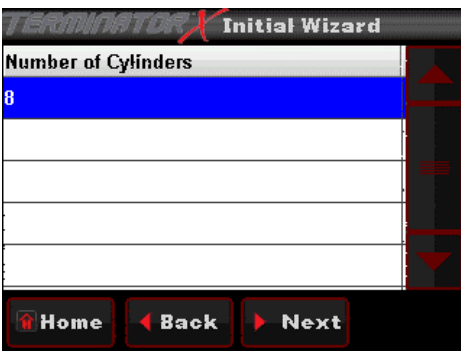 TERMINATOR X Initial Wizard
Number of Cylinders
8
Home Back Next